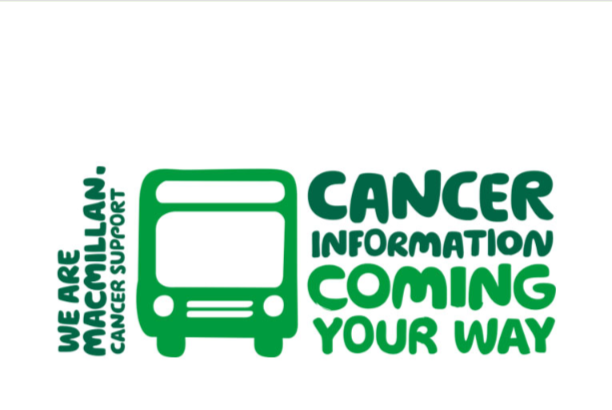 WE ARE
MACMILLAN.
CANCER SUPPORT
CANCER
INFORMATION
COMING
YOUR WAY